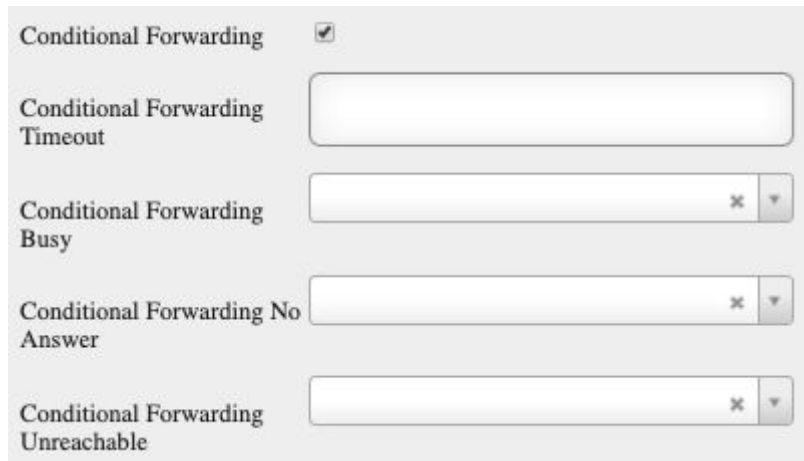 Conditional Forwarding
Conditional Forwarding
Timeout
Conditional Forwarding
Busy
Conditional Forwarding No
Answer
Conditional Forwarding
Unreachable